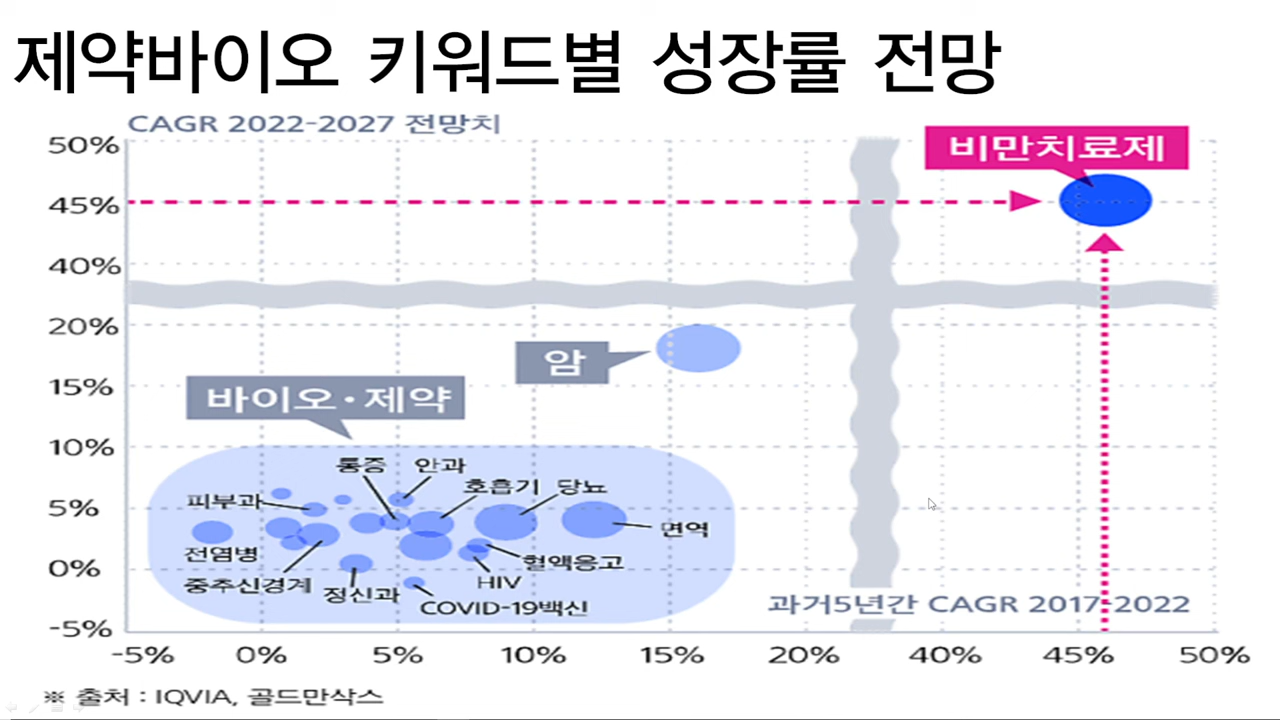 제약바이오 키워드별 성장률 전망
CAGR 2022-2027 전망치
50%
비만치료제
45%
40%
20%
암
15%
바이오·제약
10%
통증 안과
호흡기 당뇨
5%
피부과
면역
전염병
혈액응고
0%
중추신경계
HIV
정신과
COVID-19백신
과거5년간 CAGR 2017-2022
-5%
-5% 0% 5% 10% 15% 20% 40% 45% 50%
※ 출처 : IQVIA, 골드만삭스